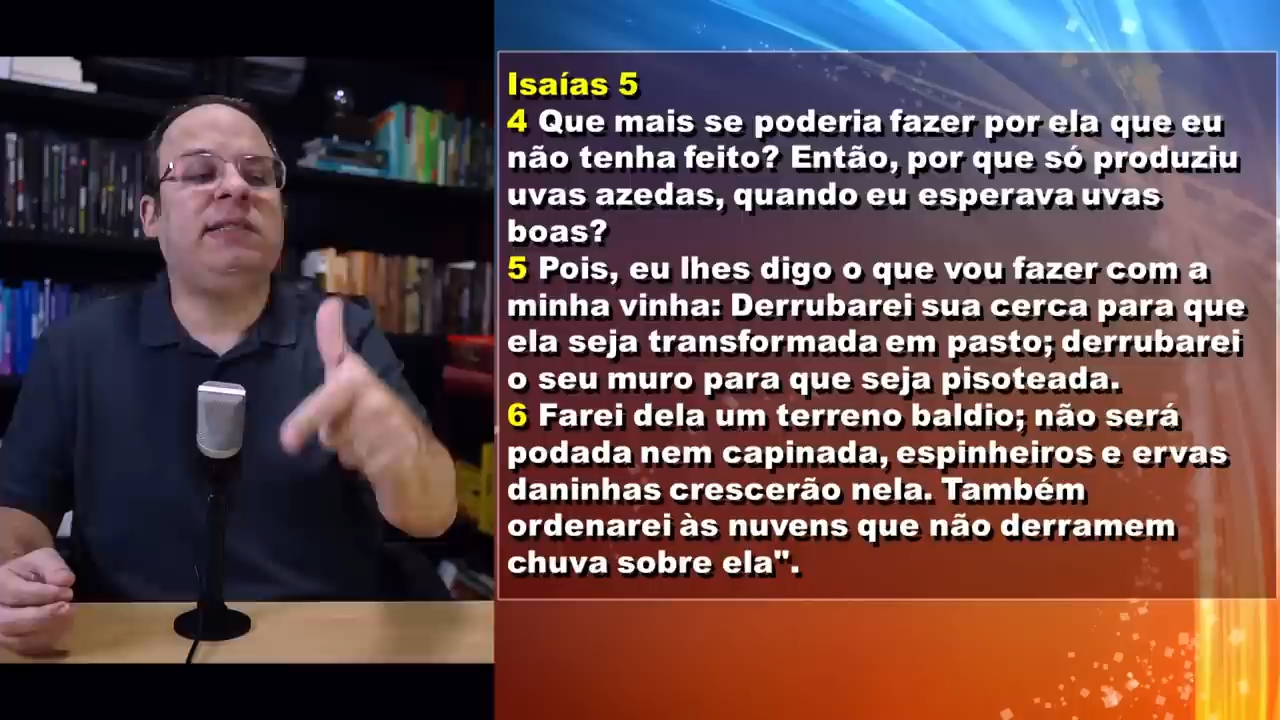 Isaías 5
4 Que mais se poderia fazer por ela que eu
não tenha feito? Então, por que só produziu
uvas azedas, quando eu esperava uvas
boas?
5 Pois, eu lhes digo o que vou fazer com a
minha vinha: Derrubarei sua cerca para que
ela seja transformada em pasto; derrubarei
o seu muro para que seja pisoteada.
6 Farei dela um terreno baldio; não será
podada nem capinada, espinheiros e ervas
daninhas crescerão nela. Também
ordenarei às nuvens que não derramem
chuva sobre ela".